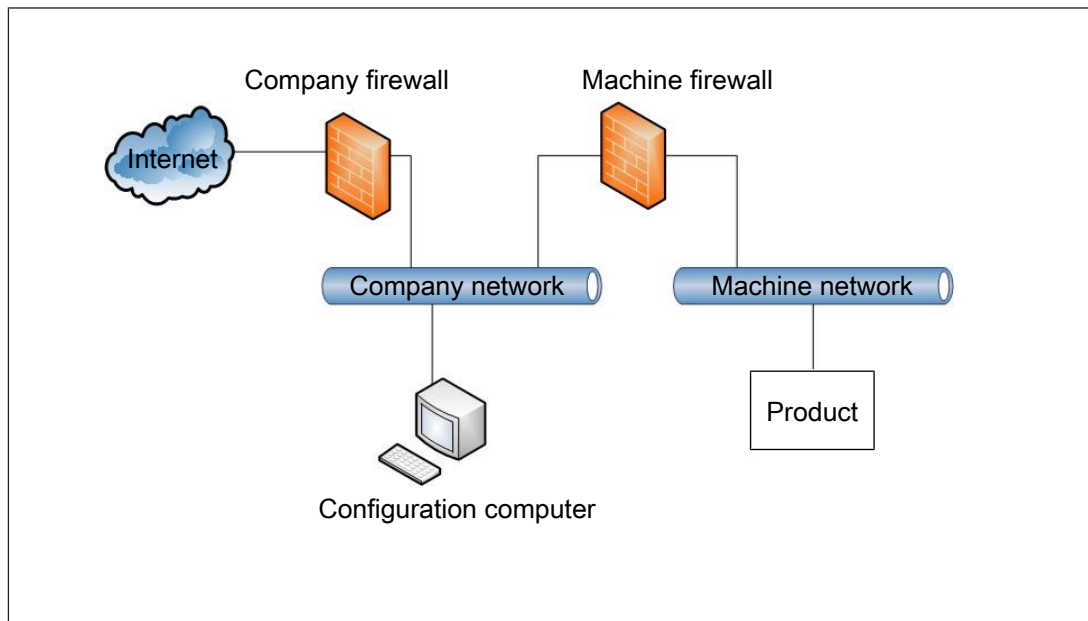 Company firewall
Machine firewall
Internet
Company network
Machine network
Product
Configuration computer